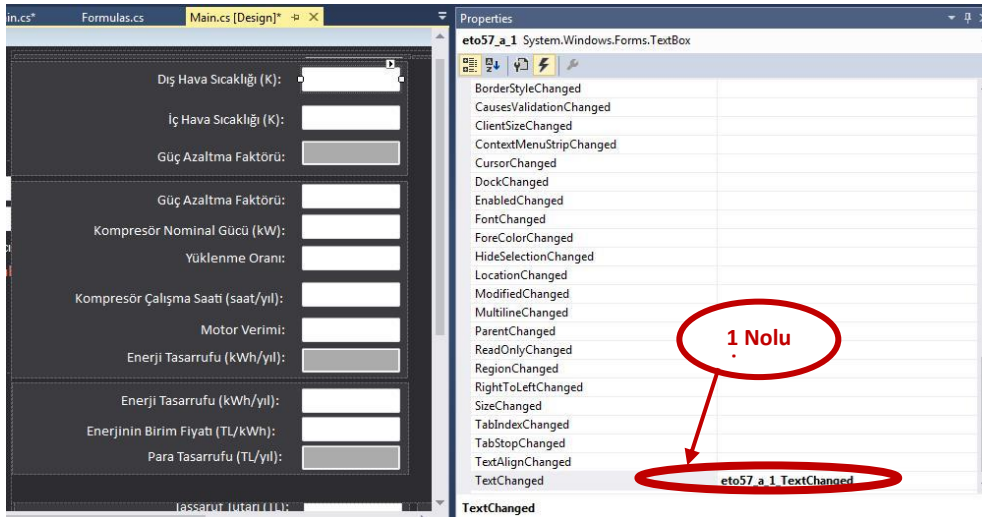 in.cs*
Formulas.cs
Main.cs [Design]*
Dış Hava Sıcaklığı (K):
İç Hava Sıcaklığı (K):
Güç Azaltma Faktörü:
Güç Azaltma Faktörü:
Kompresör Nominal Gücü (kW):
Yüklenme Oranı:
Kompresör Çalışma Saati (saat/yıl):
Motor Verimi:
Enerji Tasarrufu (kWh/yıl):
Enerji Tasarrufu (kWh/yıl):
Enerjinin Birim Fiyatı (TL/kWh):
Para Tasarrufu (TL/yıl):
Tassaruf Tutarı (TL):
Properties
eto57_a_1 System.Windows.Forms.TextBox
BorderStyleChanged
CausesValidationChanged
ClientSizeChanged
ContextMenuStripChanged
CursorChanged
DockChanged
EnabledChanged
FontChanged
ForeColorChanged
HideSelectionChanged
LocationChanged
ModifiedChanged
MultilineChanged
ParentChanged
ReadOnlyChanged
RegionChanged
RightToLeftChanged
SizeChanged
TabIndexChanged
TabStopChanged
TextAlignChanged
TextChanged eto57_a_1_TextChanged
TextChanged
1 Nolu